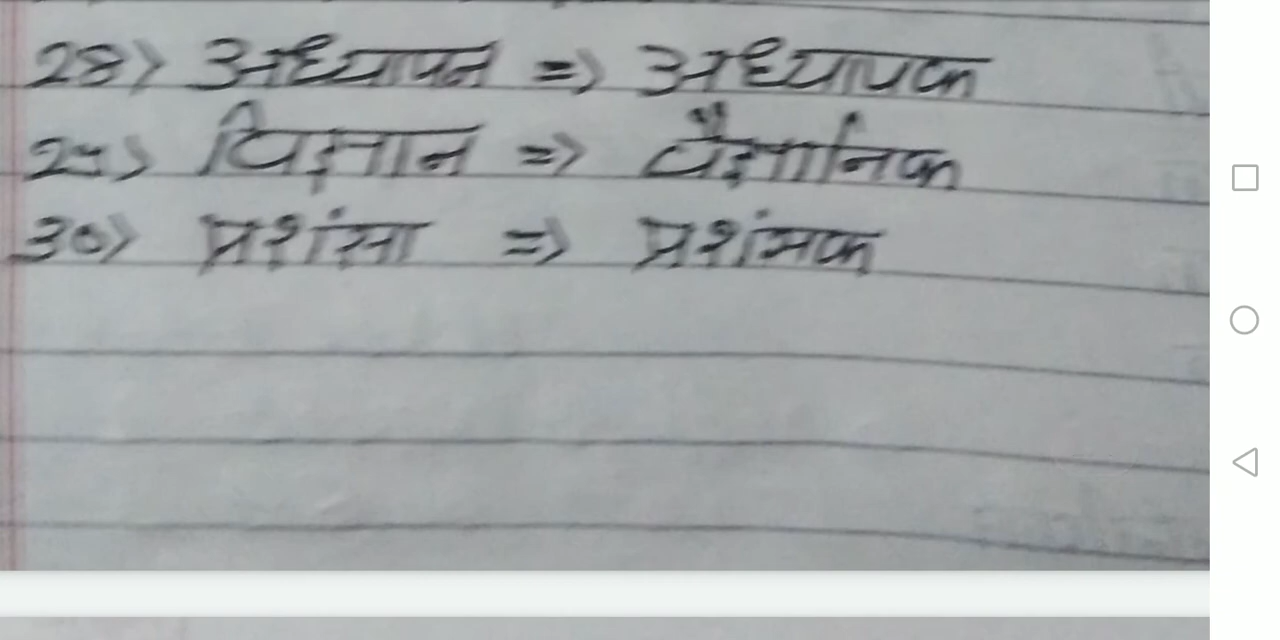 28) अध्यापन => अध्यापक
29) विज्ञान => वैज्ञानिक
30) प्रशंसा => प्रशंसक